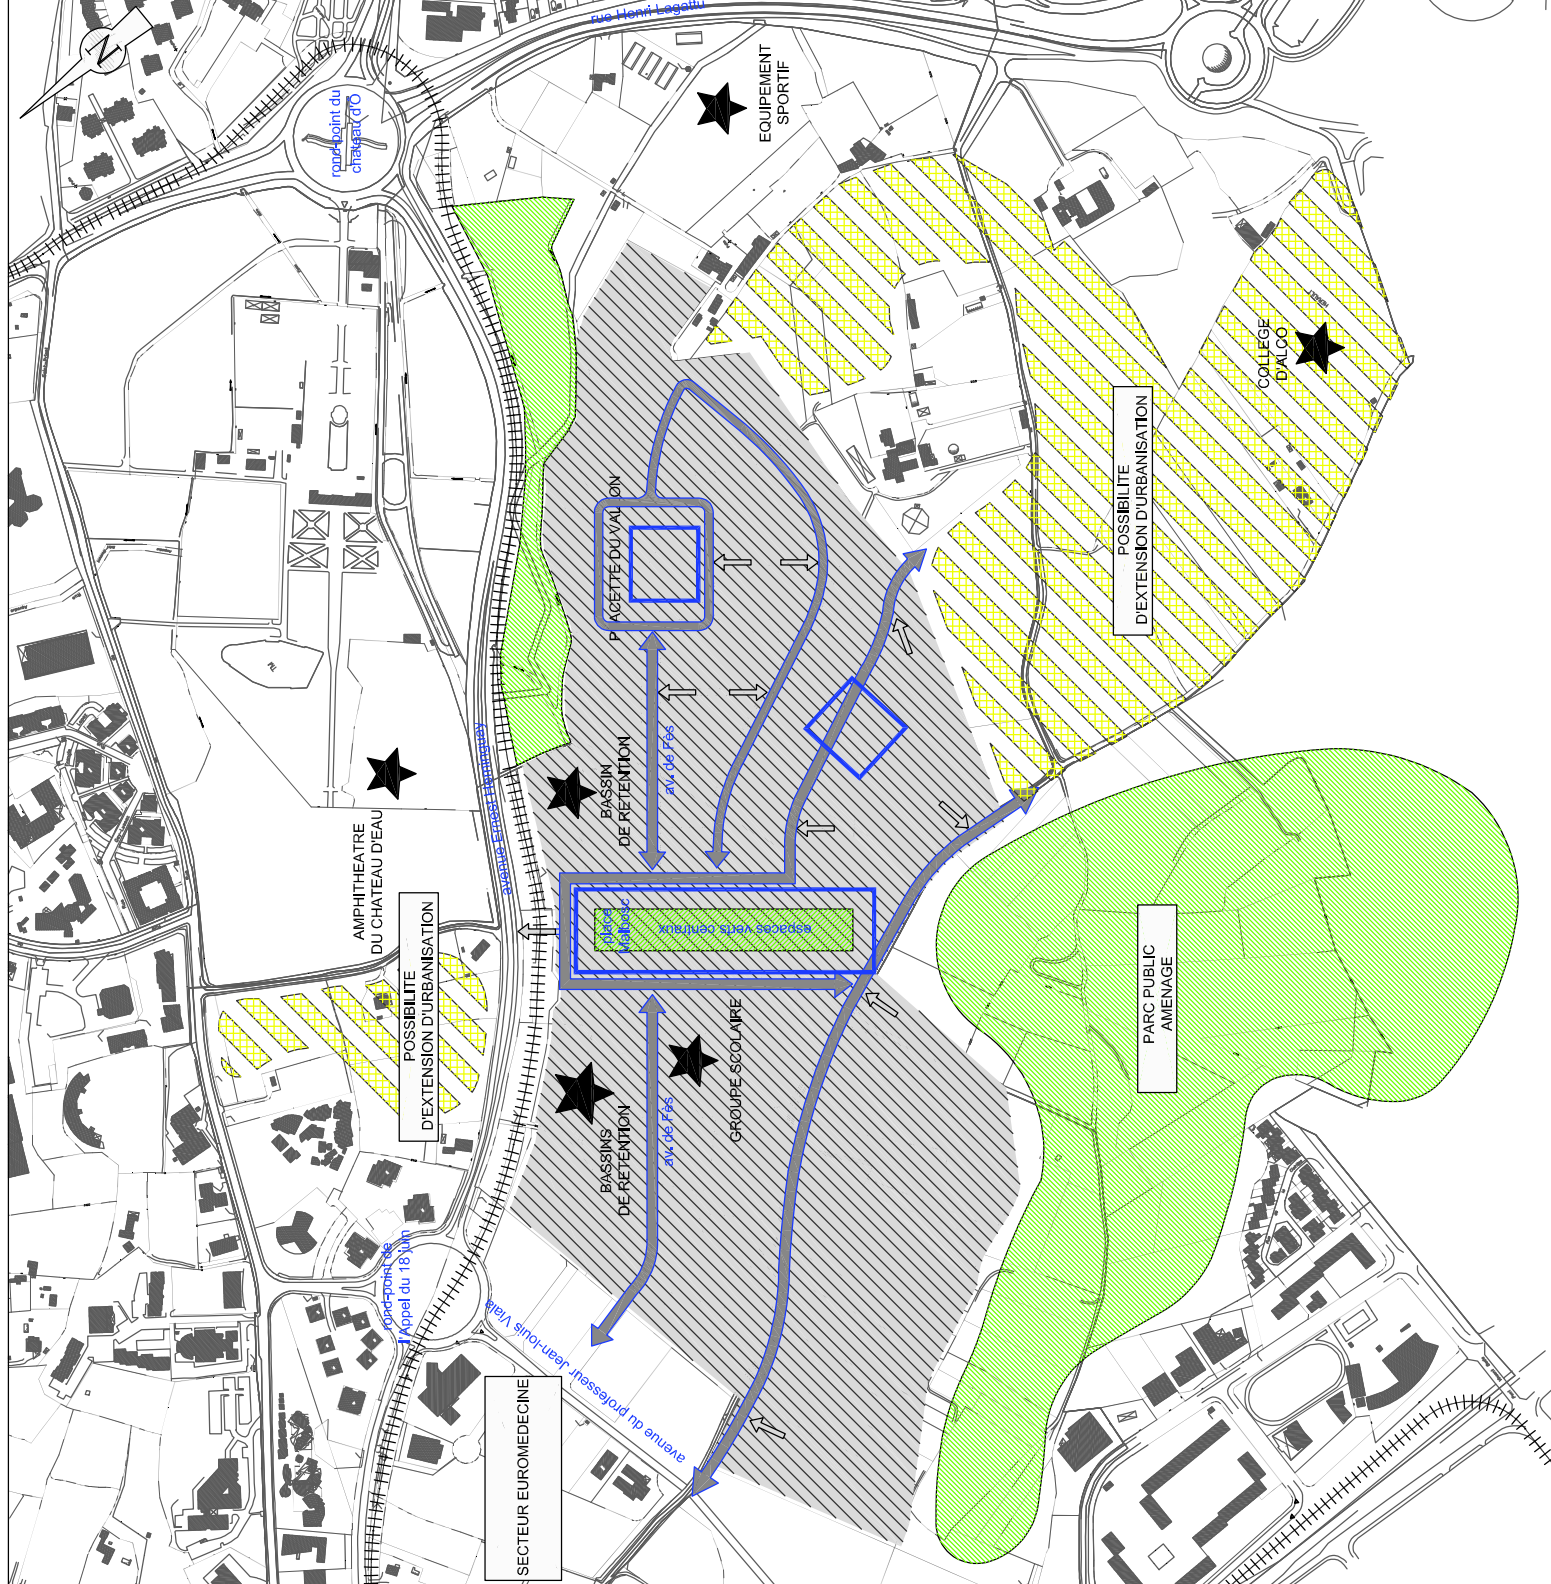 N
rue Henri Lagattu
rond-point du
château d'O
EQUIPEMENT
SPORTIF
COLLEGE
D'ALCO
POSSIBILITE
D'EXTENSION D'URBANISATION
PLACETTE DU VALLON
BASSIN
DE RETENTION
av. de Fès
avenue Ernest Hemingway
AMPHITHEATRE
DU CHATEAU D'EAU
POSSIBILITE
D'EXTENSION D'URBANISATION
place
Malbosc
espaces verts centraux
PARC PUBLIC
AMENAGE
GROUPE SCOLAIRE
BASSINS
DE RETENTION
av. de Fès
rond-point de
l'Appel du 18 juin
avenue du professeur Jean-louis Viala
SECTEUR EUROMEDECINE